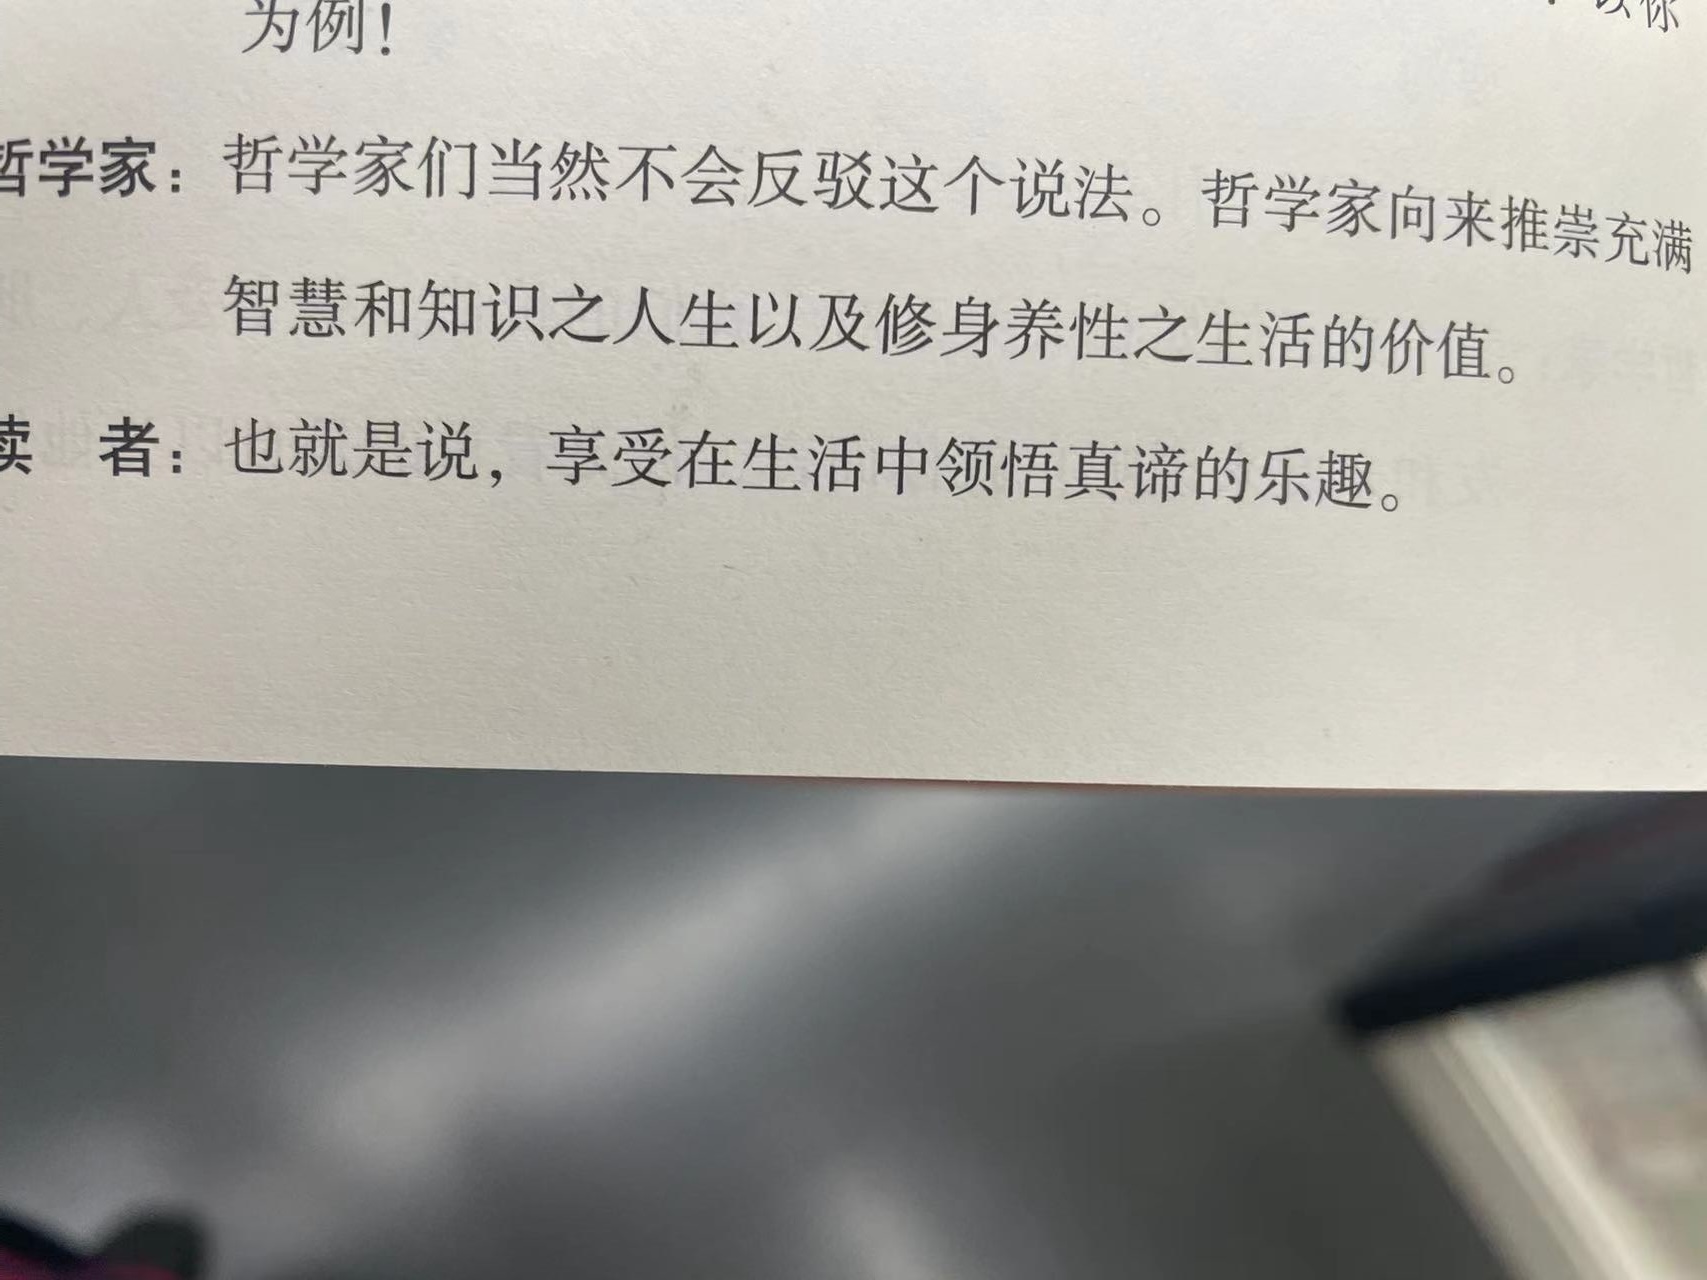 以你
为例！
哲学家：哲学家们当然不会反驳这个说法。哲学家向来推崇充满
智慧和知识之人生以及修身养性之生活的价值。
读　者：也就是说，享受在生活中领悟真谛的乐趣。